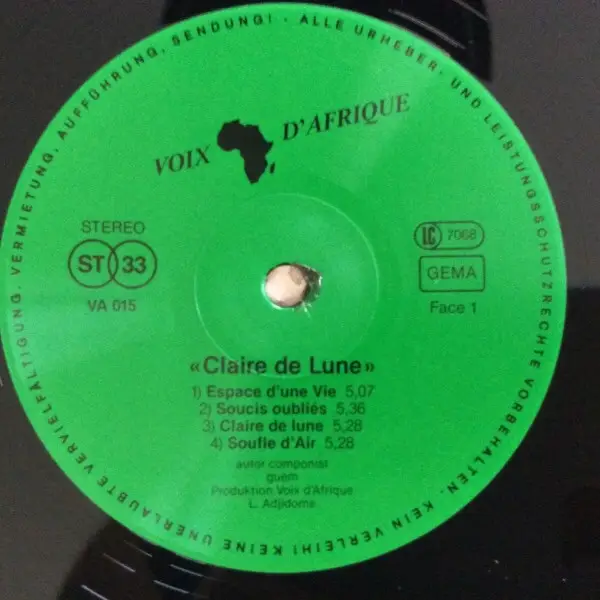 ALLE URHEBER- UND LEISTUNGSSCHUTZRECHTE VORBEHALTEN. KEIN VERLEIH! KEINE UNERLAUBTE VERVIELFÄLTIGUNG, VERMIETUNG, AUFFÜHRUNG, SENDUNG! ·
VOIX D'AFRIQUE
STEREO
ST 33
VA 015
LC 7068
GEMA
Face 1
«Claire de Lune»
1) Espace d'une Vie 5,07
2) Soucis oubliés 5,36
3) Claire de lune 5,28
4) Soufle d'Air 5,28
autor componist
guem
Produktion Voix d'Afrique
L. Adjidoma